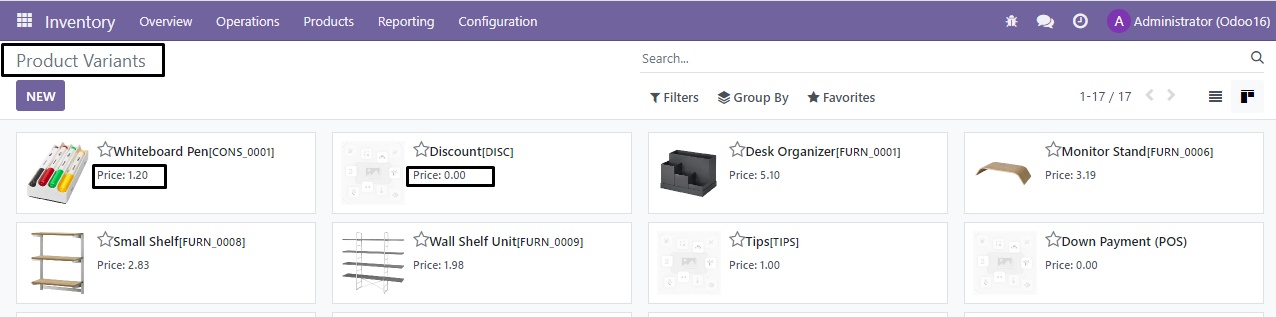 Inventory Overview Operations Products Reporting Configuration A Administrator (Odoo16)
Product Variants Search...
NEW Filters Group By Favorites 1-17 / 17
Whiteboard Pen[CONS_0001] Discount[DISC] Desk Organizer[FURN_0001] Monitor Stand[FURN_0006]
Price: 1.20 Price: 0.00 Price: 5.10 Price: 3.19
Small Shelf[FURN_0008] Wall Shelf Unit[FURN_0009] Tips[TIPS] Down Payment (POS)
Price: 2.83 Price: 1.98 Price: 1.00 Price: 0.00